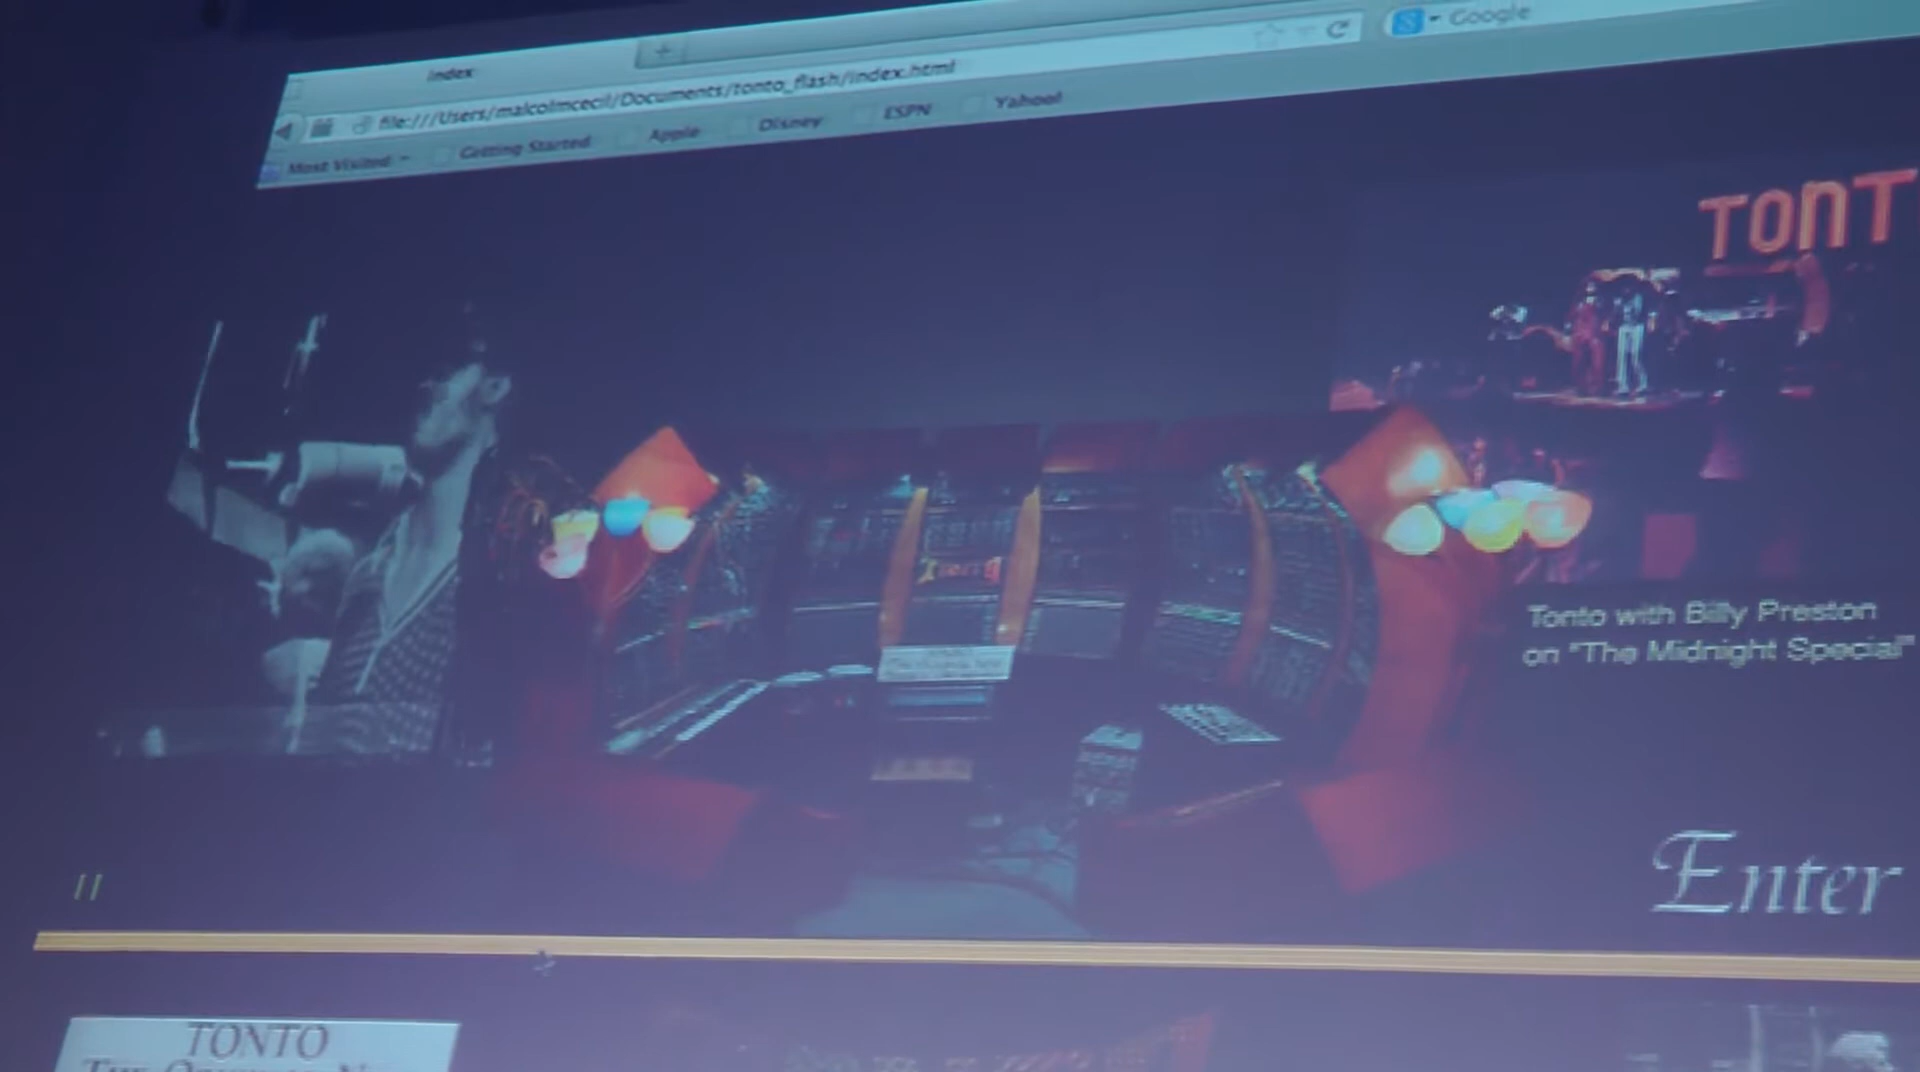 Index
Google
file:///Users/malcolmcecil/Documents/tonto_flash/index.html
Most Visited
Getting Started
Apple
Disney
ESPN
Yahoo!
TONT
Tonto with Billy Preston
on "The Midnight Special"
Enter
TONTO